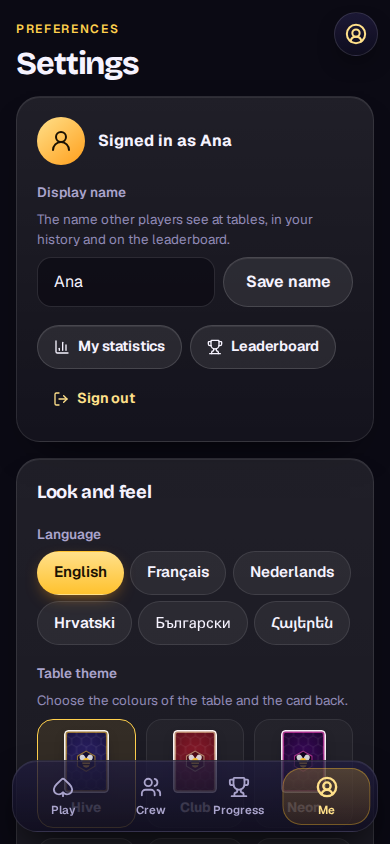 PREFERENCES
Settings
Signed in as Ana
Display name
The name other players see at tables, in your
history and on the leaderboard.
Ana
Save name
My statistics
Leaderboard
Sign out
Look and feel
Language
English
Français
Nederlands
Hrvatski
Български
Հայերեն
Table theme
Choose the colours of the table and the card back.
Hive
Club
Neon
Play
Crew
Progress
Me